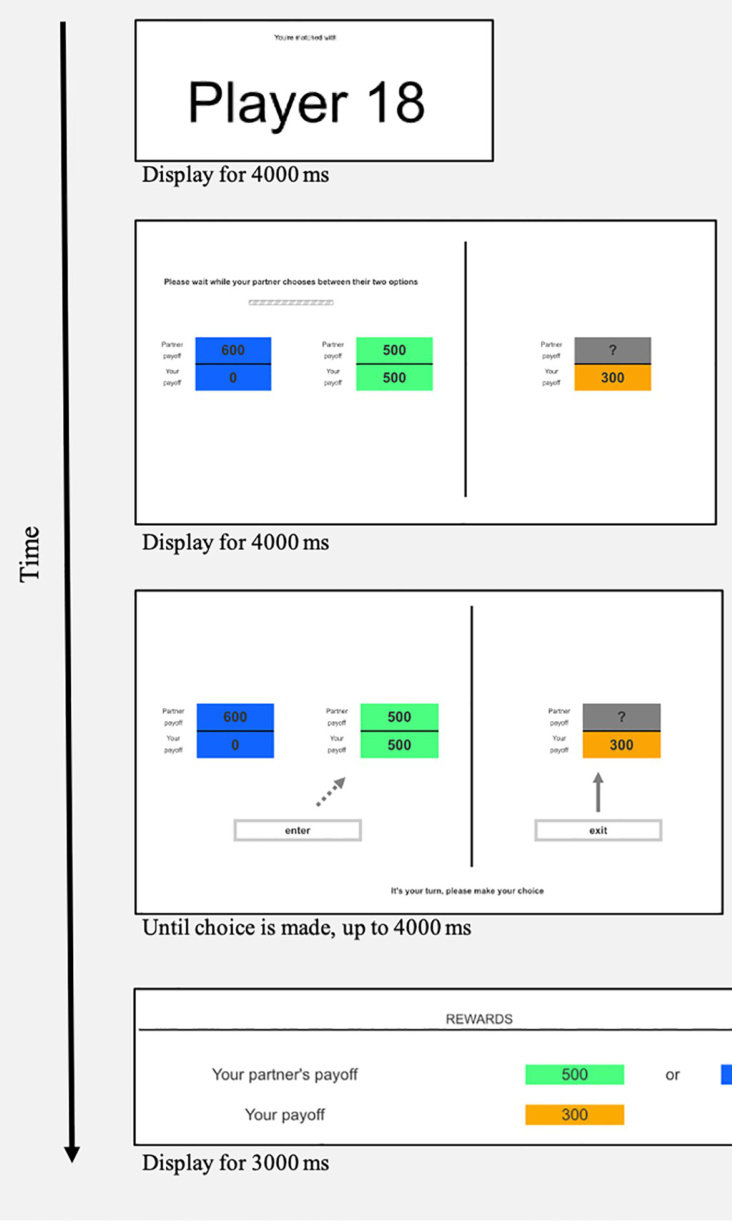 You're matched with
Player 18
Display for 4000 ms
Please wait while your partner chooses between their two options
Partner payoff 600
Your payoff 0
Partner payoff 500
Your payoff 500
Partner payoff ?
Your payoff 300
Display for 4000 ms
Time
Partner payoff 600
Your payoff 0
Partner payoff 500
Your payoff 500
Partner payoff ?
Your payoff 300
enter
exit
It's your turn, please make your choice
Until choice is made, up to 4000 ms
REWARDS
Your partner's payoff 500 or
Your payoff 300
Display for 3000 ms